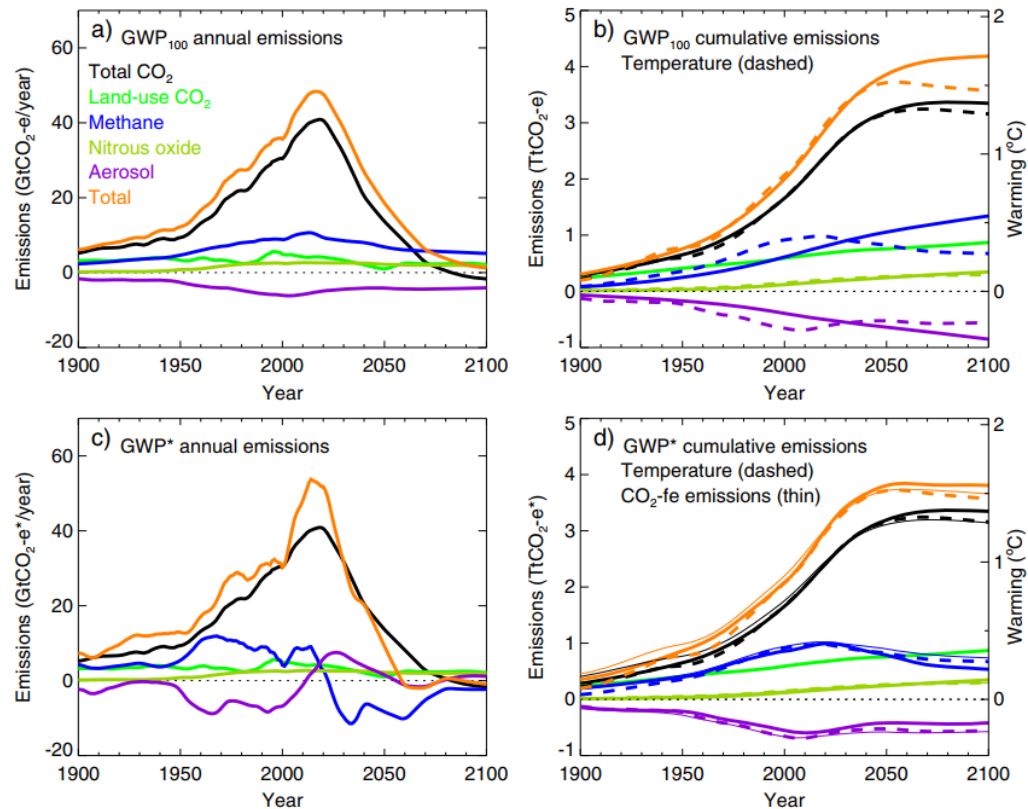 a) GWP100 annual emissions
Total CO2
Land-use CO2
Methane
Nitrous oxide
Aerosol
Total
Emissions (GtCO2-e/year)
60
40
20
0
-20
1900
1950
2000
2050
2100
Year
b) GWP100 cumulative emissions
Temperature (dashed)
Emissions (TtCO2-e)
5
4
3
2
1
0
-1
2
1
0
Warming (°C)
1900
1950
2000
2050
2100
Year
c) GWP* annual emissions
Emissions (GtCO2-e*/year)
60
40
20
0
-20
1900
1950
2000
2050
2100
Year
d) GWP* cumulative emissions
Temperature (dashed)
CO2-fe emissions (thin)
Emissions (TtCO2-e*)
5
4
3
2
1
0
-1
2
1
0
Warming (°C)
1900
1950
2000
2050
2100
Year